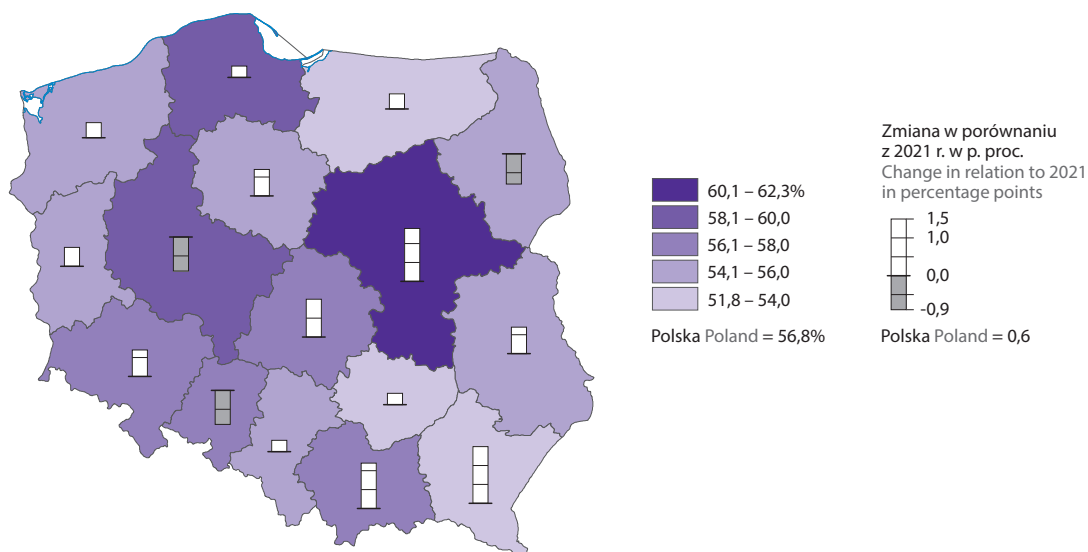 60,1 – 62,3%
58,1 – 60,0
56,1 – 58,0
54,1 – 56,0
51,8 – 54,0
Polska Poland = 56,8%
Zmiana w porównaniu
z 2021 r. w p. proc.
Change in relation to 2021
in percentage points
1,5
1,0
0,0
-0,9
Polska Poland = 0,6